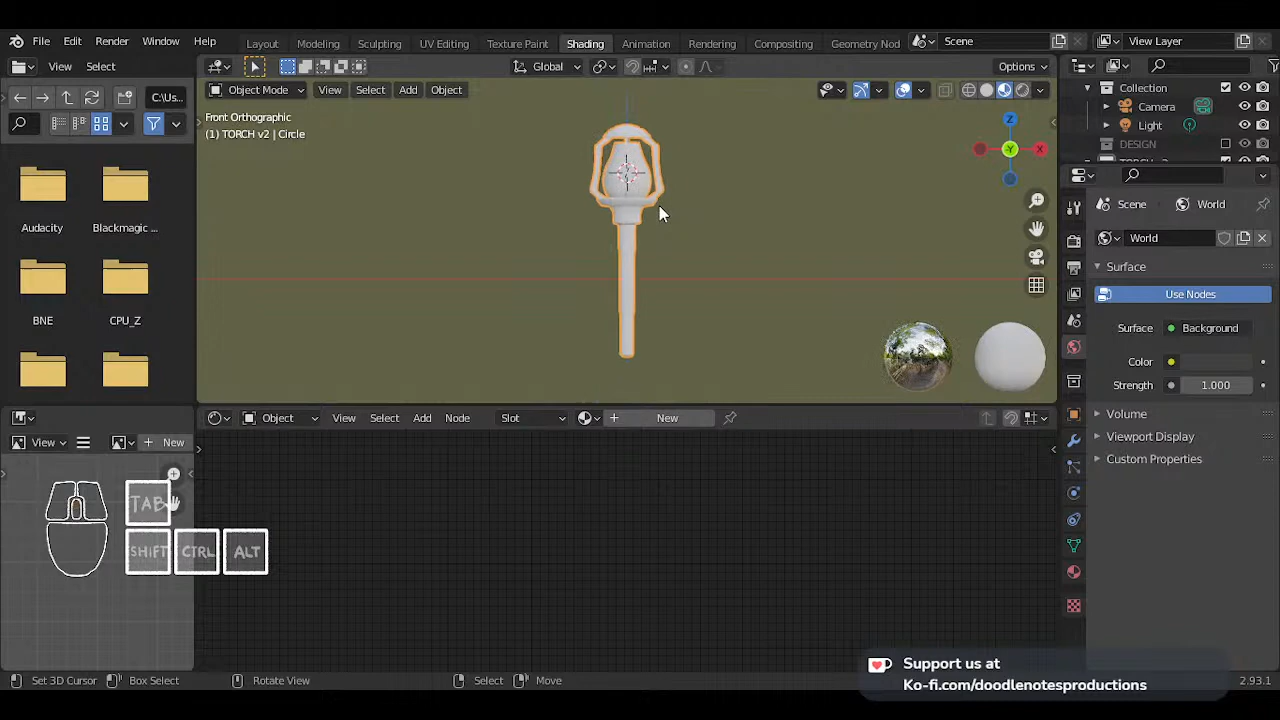 File Edit Render Window Help
Layout Modeling Sculpting UV Editing Texture Paint Shading Animation Rendering Compositing Geometry Nod
Scene View Layer
View Select
Global
Options
C:\Us...
Object Mode View Select Add Object
Front Orthographic
(1) TORCH v2 | Circle
Z
X
-Y
Collection
Camera
Light
DESIGN
Audacity
Blackmagic ...
BNE
CPU_Z
Scene World
World
Surface
Use Nodes
Surface Background
Color
Strength 1.000
Volume
Viewport Display
Custom Properties
Object View Select Add Node Slot New
View New
TAB
SHIFT CTRL ALT
Support us at
Ko-fi.com/doodlenotesproductions
Set 3D Cursor Box Select Rotate View Select Move 2.93.1